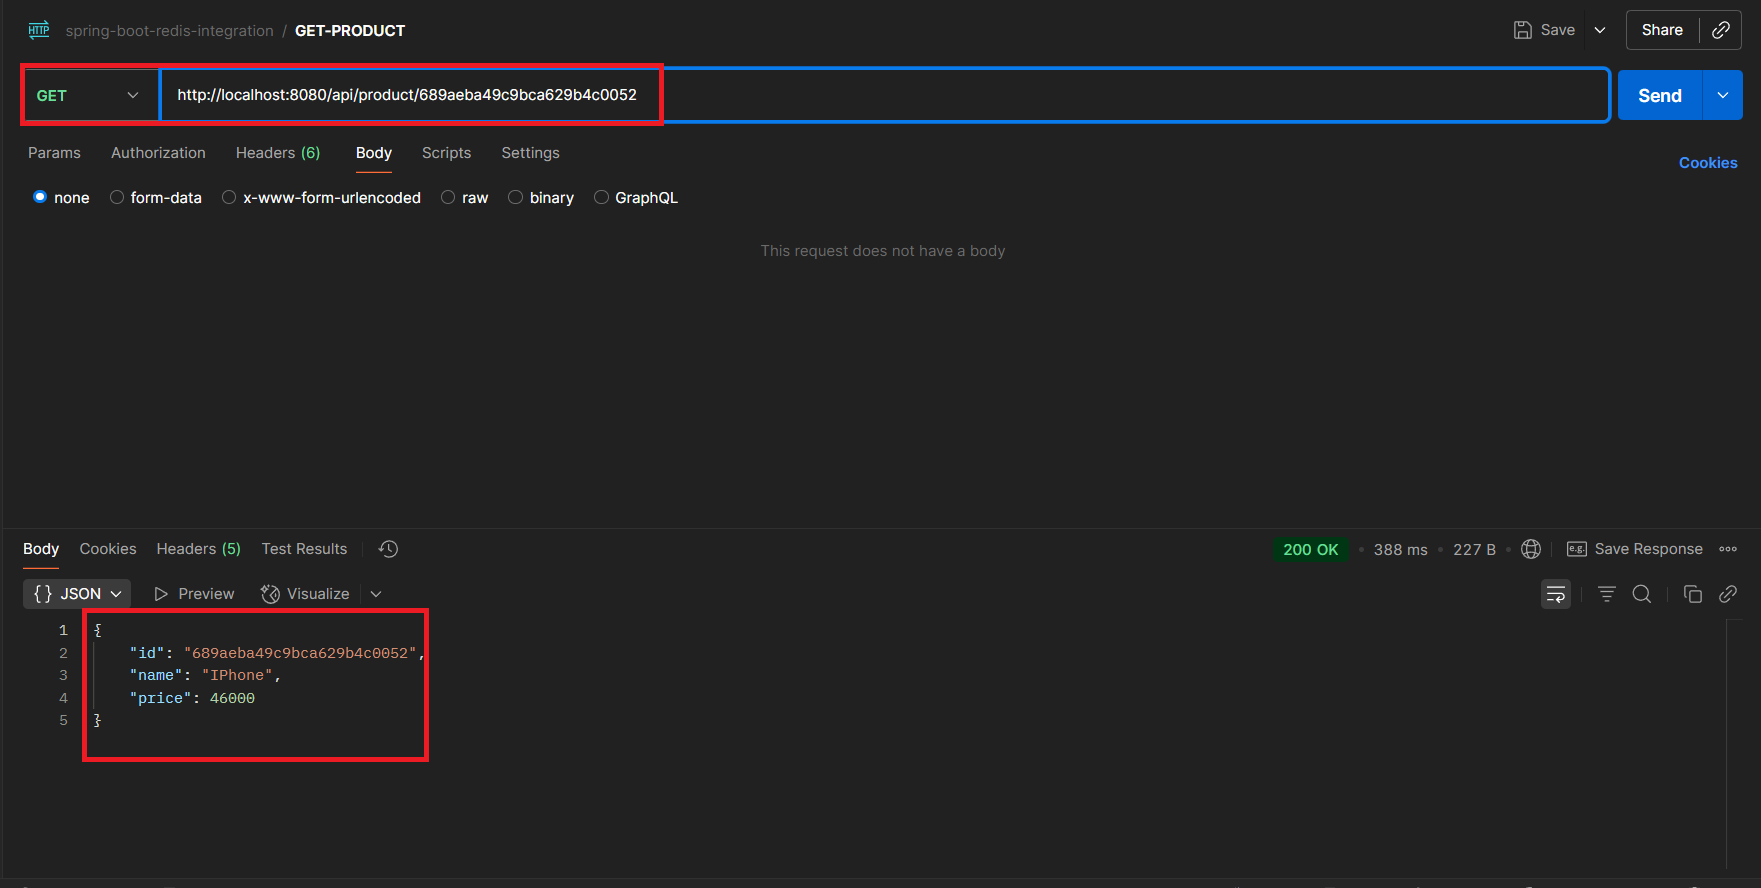 HTTP spring-boot-redis-integration / GET-PRODUCT Save Share
GET http://localhost:8080/api/product/689aeba49c9bca629b4c0052 Send
Params Authorization Headers (6) Body Scripts Settings Cookies
none form-data x-www-form-urlencoded raw binary GraphQL
This request does not have a body
Body Cookies Headers (5) Test Results 200 OK • 388 ms • 227 B • e.g. Save Response
{} JSON Preview Visualize
1 {
2 "id": "689aeba49c9bca629b4c0052",
3 "name": "IPhone",
4 "price": 46000
5 }